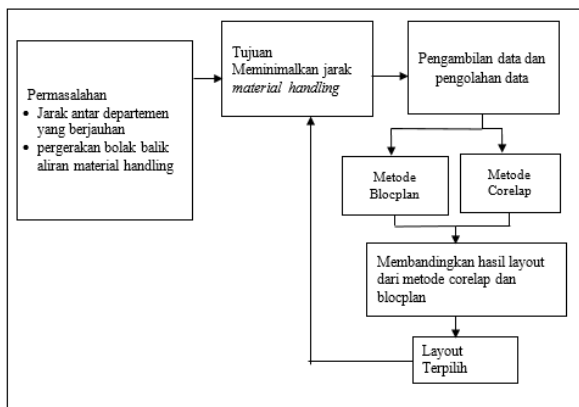 Permasalahan
• Jarak antar departemen
yang berjauhan
• pergerakan bolak balik
aliran material handling
Tujuan
Meminimalkan jarak
material handling
Pengambilan data dan
pengolahan data
Metode
Blocplan
Metode
Corelap
Membandingkan hasil layout
dari metode corelap dan
blocplan
Layout
Terpilih